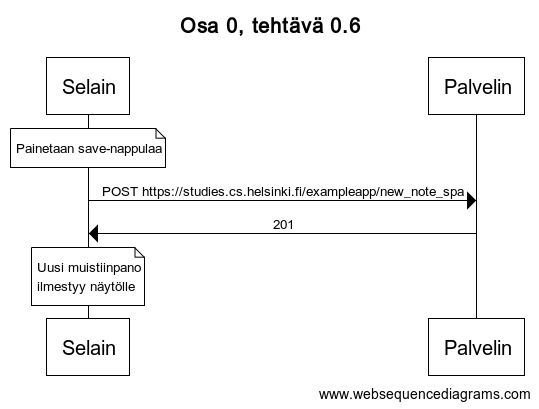 Osa 0, tehtävä 0.6
Selain
Palvelin
Painetaan save-nappulaa
POST https://studies.cs.helsinki.fi/exampleapp/new_note_spa
201
Uusi muistiinpano
ilmestyy näytölle
Selain
Palvelin
www.websequencediagrams.com